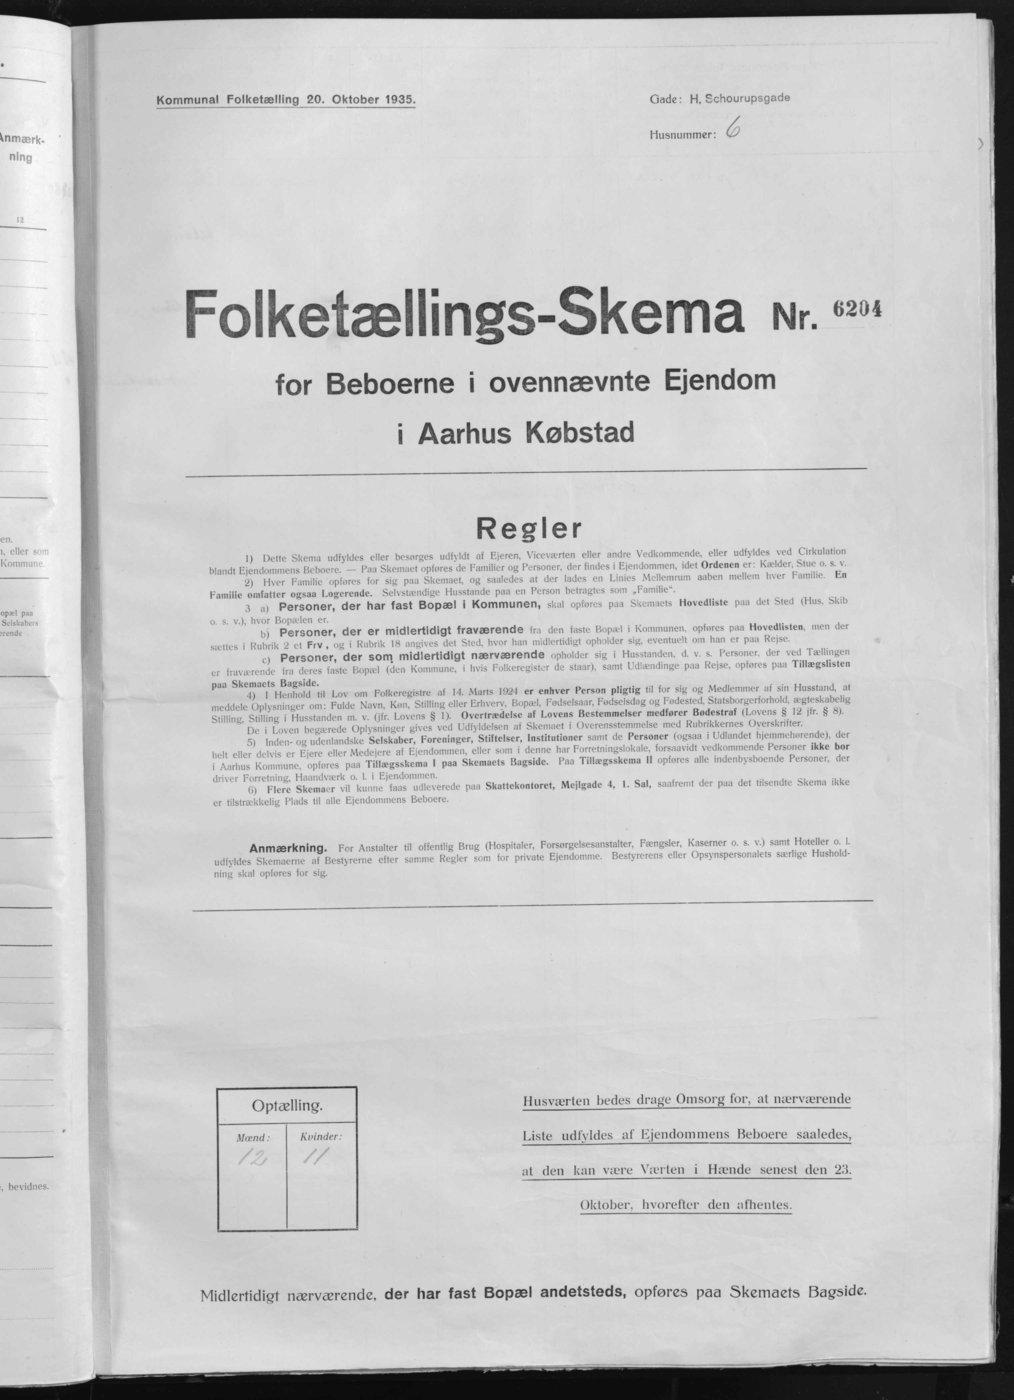 Anmærk-
ning
12
en.
, eller som
Kommune.
opæl paa
Selskabers
erende
, bevidnes.
Kommunal Folketælling 20. Oktober 1935.
Gade: H. Schourupsgade
Husnummer: 6
Folketællings-Skema Nr. 6204
for Beboerne i ovennævnte Ejendom
i Aarhus Købstad
Regler
1) Dette Skema udfyldes eller besørges udfyldt af Ejeren, Viceværten eller andre Vedkommende, eller udfyldes ved Cirkulation
blandt Ejendommens Beboere. — Paa Skemaet opføres de Familier og Personer, der findes i Ejendommen, idet Ordenen er: Kælder, Stue o. s. v.
2) Hver Familie opføres for sig paa Skemaet, og saaledes at der lades en Linies Mellemrum aaben mellem hver Familie. En
Familie omfatter ogsaa Logerende. Selvstændige Husstande paa en Person betragtes som „Familie“.
3 a) Personer, der har fast Bopæl i Kommunen, skal opføres paa Skemaets Hovedliste paa det Sted (Hus, Skib
o. s. v.), hvor Bopælen er.
b) Personer, der er midlertidigt fraværende fra den faste Bopæl i Kommunen, opføres paa Hovedlisten, men der
sættes i Rubrik 2 et Frv., og i Rubrik 18 angives det Sted, hvor han midlertidigt opholder sig, eventuelt om han er paa Rejse.
c) Personer, der som midlertidigt nærværende opholder sig i Husstanden, d. v. s. Personer, der ved Tællingen
er fraværende fra deres faste Bopæl (den Kommune, i hvis Folkeregister de staar), samt Udlændinge paa Rejse, opføres paa Tillægslisten
paa Skemaets Bagside.
4) I Henhold til Lov om Folkeregistre af 14. Marts 1924 er enhver Person pligtig til for sig og Medlemmer af sin Husstand, at
meddele Oplysninger om: Fulde Navn, Køn, Stilling eller Erhverv, Bopæl, Fødselsaar, Fødselsdag og Fødested, Statsborgerforhold, ægteskabelig
Stilling, Stilling i Husstanden m. v. (jfr. Lovens § 1). Overtrædelse af Lovens Bestemmelser medfører Bødestraf (Lovens § 12 jfr. § 8).
De i Loven begærede Oplysninger gives ved Udfyldelsen af Skemaet i Overensstemmelse med Rubrikkernes Overskrifter.
5) Inden- og udenlandske Selskaber, Foreninger, Stiftelser, Institutioner samt de Personer (ogsaa i Udlandet hjemmehørende), der
helt eller delvis er Ejere eller Medejere af Ejendommen, eller som i denne har Forretningslokale, forsaavidt vedkommende Personer ikke bor
i Aarhus Kommune, opføres paa Tillægsskema I paa Skemaets Bagside. Paa Tillægsskema II opføres alle indenbysboende Personer, der
driver Forretning, Haandværk o. l. i Ejendommen.
6) Flere Skemaer vil kunne faas udleverede paa Skattekontoret, Mejlgade 4, 1. Sal, saafremt der paa det tilsendte Skema ikke
er tilstrækkelig Plads til alle Ejendommens Beboere.
Anmærkning. For Anstalter til offentlig Brug (Hospitaler, Forsørgelsesanstalter, Fængsler, Kaserner o. s. v.) samt Hoteller o. l.
udfyldes Skemaerne af Bestyrerne efter samme Regler som for private Ejendomme. Bestyrerens eller Opsynspersonalets særlige Hushold-
ning skal opføres for sig.
Optælling.
Mænd: Kvinder:
12 11
Husværten bedes drage Omsorg for, at nærværende
Liste udfyldes af Ejendommens Beboere saaledes,
at den kan være Værten i Hænde senest den 23.
Oktober, hvorefter den afhentes.
Midlertidigt nærværende, der har fast Bopæl andetsteds, opføres paa Skemaets Bagside.